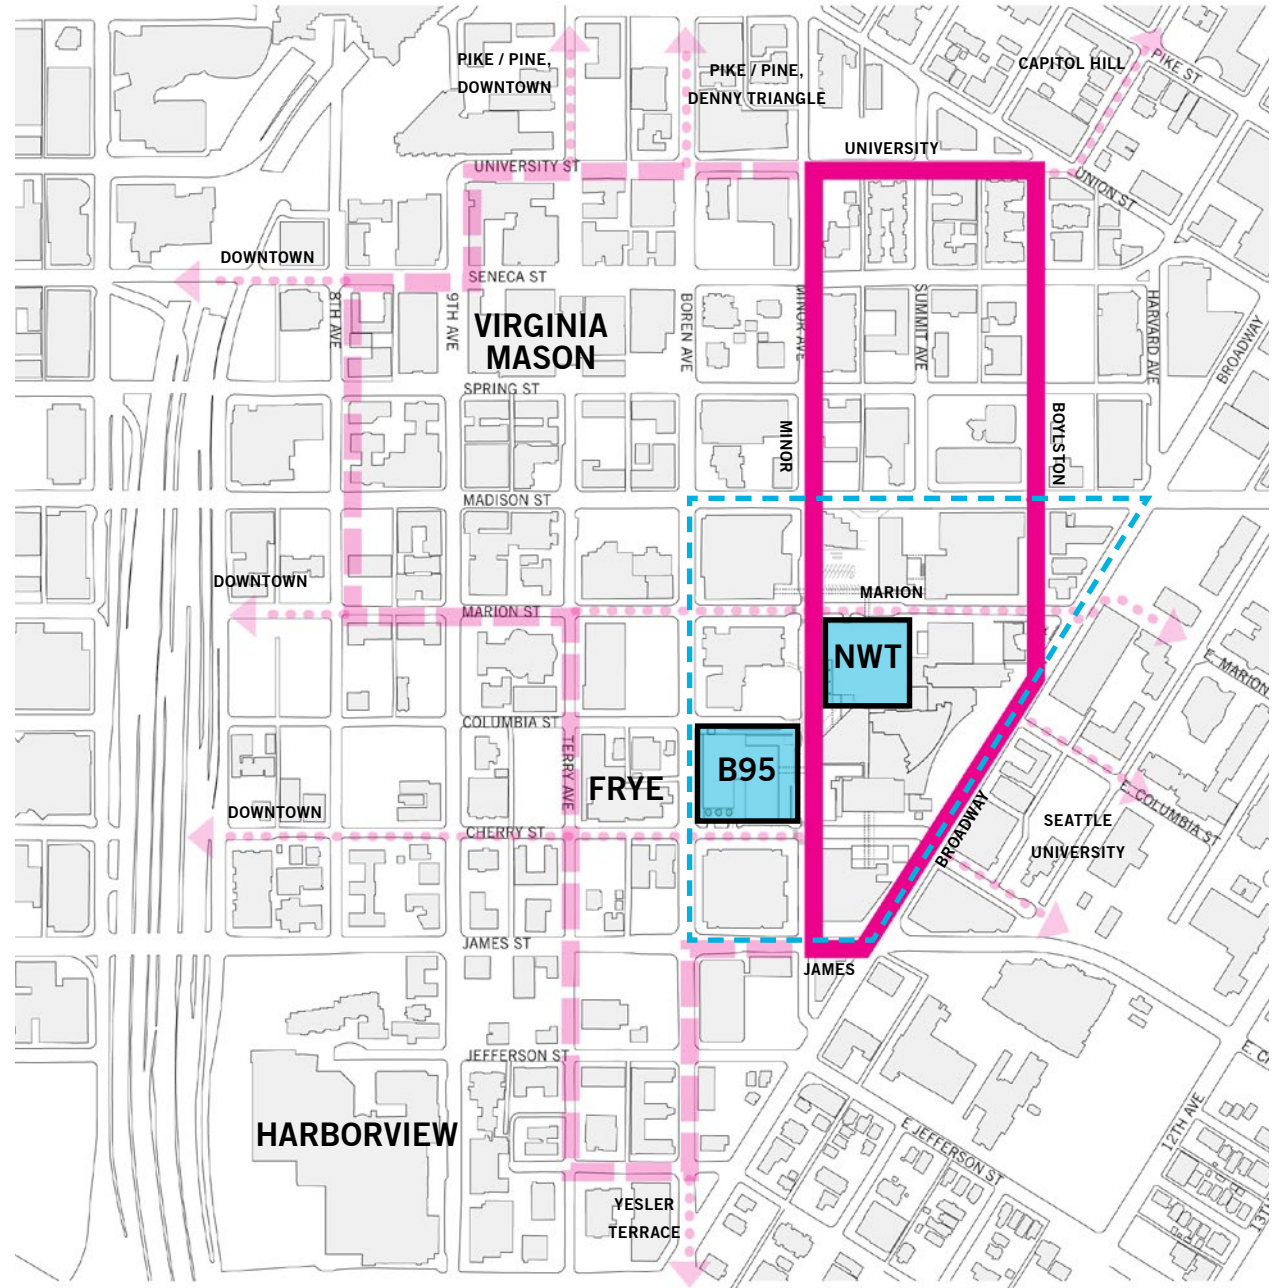 PIKE / PINE,
DOWNTOWN
PIKE / PINE,
DENNY TRIANGLE
CAPITOL HILL
PIKE ST
UNIVERSITY
UNIVERSITY ST
UNION ST
DOWNTOWN
SENECA ST
8TH AVE
9TH AVE
VIRGINIA
MASON
BOREN AVE
MINOR AVE
SUMMIT AVE
HARVARD AVE
BROADWAY
SPRING ST
MINOR
BOYLSTON
MADISON ST
DOWNTOWN
MARION
MARION ST
NWT
E. MARION
COLUMBIA ST
TERRY AVE
FRYE
B95
DOWNTOWN
CHERRY ST
BROADWAY
E. COLUMBIA ST
SEATTLE
UNIVERSITY
JAMES ST
JAMES
JEFFERSON ST
HARBORVIEW
E JEFFERSON ST
12TH AVE
YESLER
TERRACE